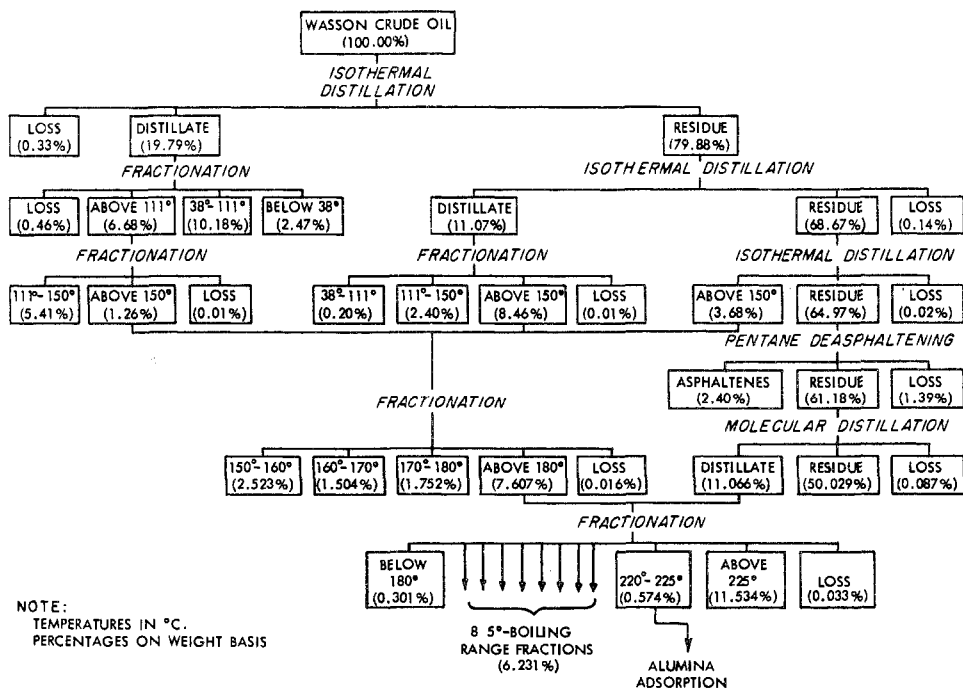 WASSON CRUDE OIL
(100.00%)
ISOTHERMAL
DISTILLATION
LOSS
(0.33%)
DISTILLATE
(19.79%)
RESIDUE
(79.88%)
FRACTIONATION
ISOTHERMAL DISTILLATION
LOSS
(0.46%)
ABOVE 111°
(6.68%)
38°-111°
(10.18%)
BELOW 38°
(2.47%)
DISTILLATE
(11.07%)
RESIDUE
(68.67%)
LOSS
(0.14%)
FRACTIONATION
FRACTIONATION
ISOTHERMAL DISTILLATION
111°-150°
(5.41%)
ABOVE 150°
(1.26%)
LOSS
(0.01%)
38°-111°
(0.20%)
111°-150°
(2.40%)
ABOVE 150°
(8.46%)
LOSS
(0.01%)
ABOVE 150°
(3.68%)
RESIDUE
(64.97%)
LOSS
(0.02%)
PENTANE DEASPHALTENING
ASPHALTENES
(2.40%)
RESIDUE
(61.18%)
LOSS
(1.39%)
FRACTIONATION
MOLECULAR DISTILLATION
150°-160°
(2.523%)
160°-170°
(1.504%)
170°-180°
(1.752%)
ABOVE 180°
(7.607%)
LOSS
(0.016%)
DISTILLATE
(11.066%)
RESIDUE
(50.029%)
LOSS
(0.087%)
FRACTIONATION
BELOW
180°
(0.301%)
220°-225°
(0.574%)
ABOVE
225°
(11.534%)
LOSS
(0.033%)
8 5°-BOILING
RANGE FRACTIONS
(6.231%)
ALUMINA
ADSORPTION
NOTE:
TEMPERATURES IN °C.
PERCENTAGES ON WEIGHT BASIS